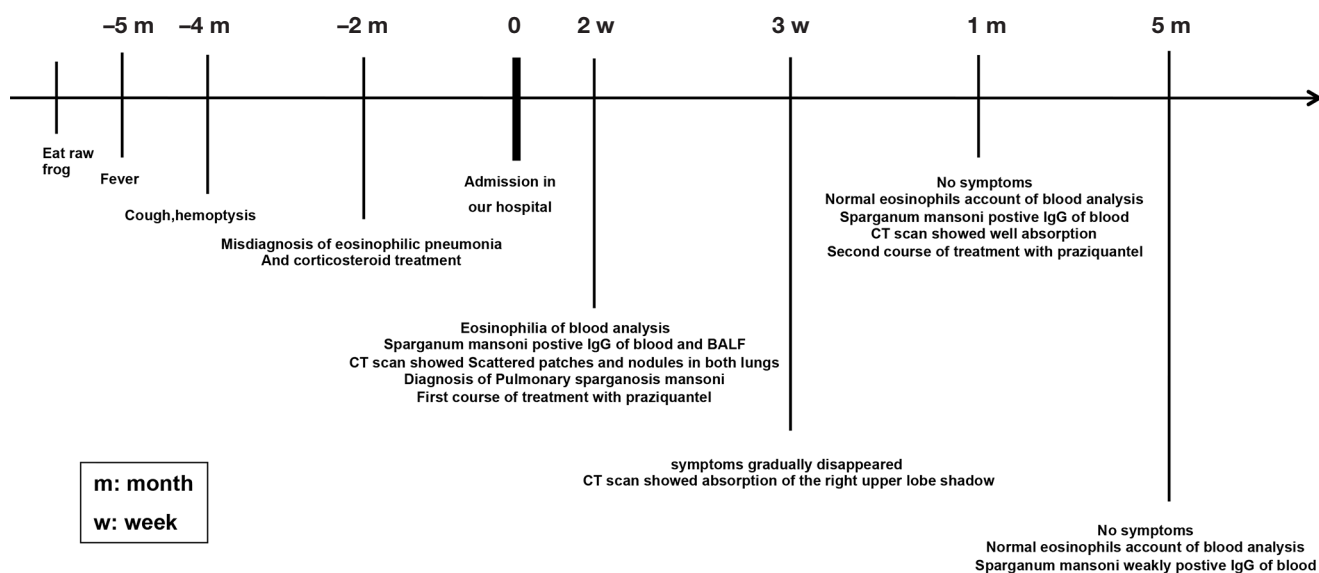 –5 m
–4 m
–2 m
0
2 w
3 w
1 m
5 m
Eat raw
frog
Fever
Cough,hemoptysis
Misdiagnosis of eosinophilic pneumonia
And corticosteroid treatment
Admission in
our hospital
Eosinophilia of blood analysis
Sparganum mansoni postive IgG of blood and BALF
CT scan showed Scattered patches and nodules in both lungs
Diagnosis of Pulmonary sparganosis mansoni
First course of treatment with praziquantel
symptoms gradually disappeared
CT scan showed absorption of the right upper lobe shadow
No symptoms
Normal eosinophils account of blood analysis
Sparganum mansoni postive IgG of blood
CT scan showed well absorption
Second course of treatment with praziquantel
No symptoms
Normal eosinophils account of blood analysis
Sparganum mansoni weakly postive IgG of blood
m: month
w: week